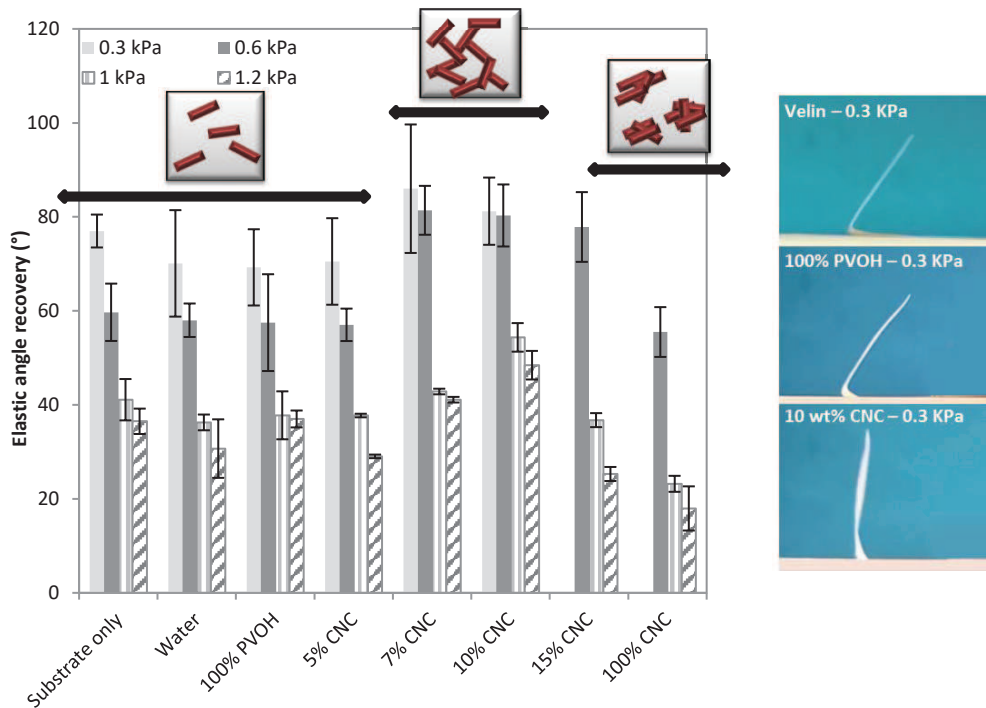 120
100
80
60
40
20
0
Elastic angle recovery (°)
0.3 kPa
0.6 kPa
1 kPa
1.2 kPa
Substrate only
Water
100% PVOH
5% CNC
7% CNC
10% CNC
15% CNC
100% CNC
Velin – 0.3 KPa
100% PVOH – 0.3 KPa
10 wt% CNC – 0.3 KPa